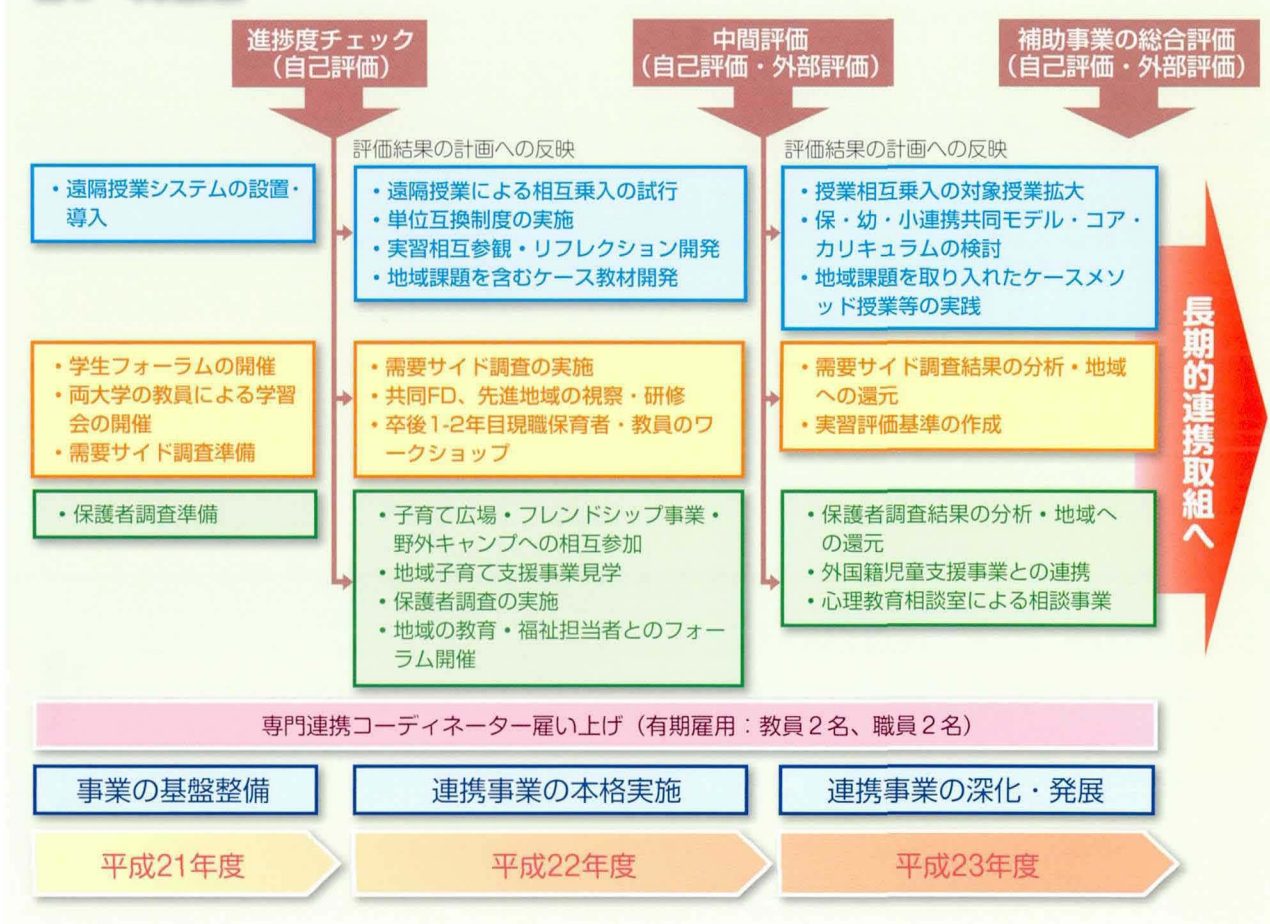 進捗度チェック
(自己評価)
中間評価
(自己評価・外部評価)
補助事業の総合評価
(自己評価・外部評価)
評価結果の計画への反映
評価結果の計画への反映
・遠隔授業システムの設置・
導入
・遠隔授業による相互乗入の試行
・単位互換制度の実施
・実習相互参観・リフレクション開発
・地域課題を含むケース教材開発
・授業相互乗入の対象授業拡大
・保・幼・小連携共同モデル・コア・
カリキュラムの検討
・地域課題を取り入れたケースメソ
ッド授業等の実践
・学生フォーラムの開催
・両大学の教員による学習
会の開催
・需要サイド調査準備
・需要サイド調査の実施
・共同FD、先進地域の視察・研修
・卒後1-2年目現職保育者・教員のワ
ークショップ
・需要サイド調査結果の分析・地域
への還元
・実習評価基準の作成
・保護者調査準備
・子育て広場・フレンドシップ事業・
野外キャンプへの相互参加
・地域子育て支援事業見学
・保護者調査の実施
・地域の教育・福祉担当者とのフォー
ラム開催
・保護者調査結果の分析・地域へ
の還元
・外国籍児童支援事業との連携
・心理教育相談室による相談事業
長期的連携取組へ
専門連携コーディネーター雇い上げ(有期雇用:教員2名、職員2名)
事業の基盤整備
連携事業の本格実施
連携事業の深化・発展
平成21年度
平成22年度
平成23年度